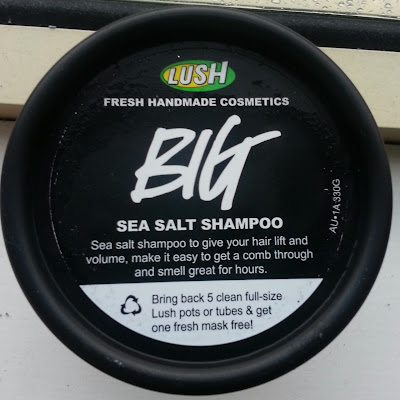 LUSH
FRESH HANDMADE COSMETICS
BIG
SEA SALT SHAMPOO
Sea salt shampoo to give your hair lift and
volume, make it easy to get a comb through
and smell great for hours.
AU•1A 330G
Bring back 5 clean full-size
Lush pots or tubes & get
one fresh mask free!